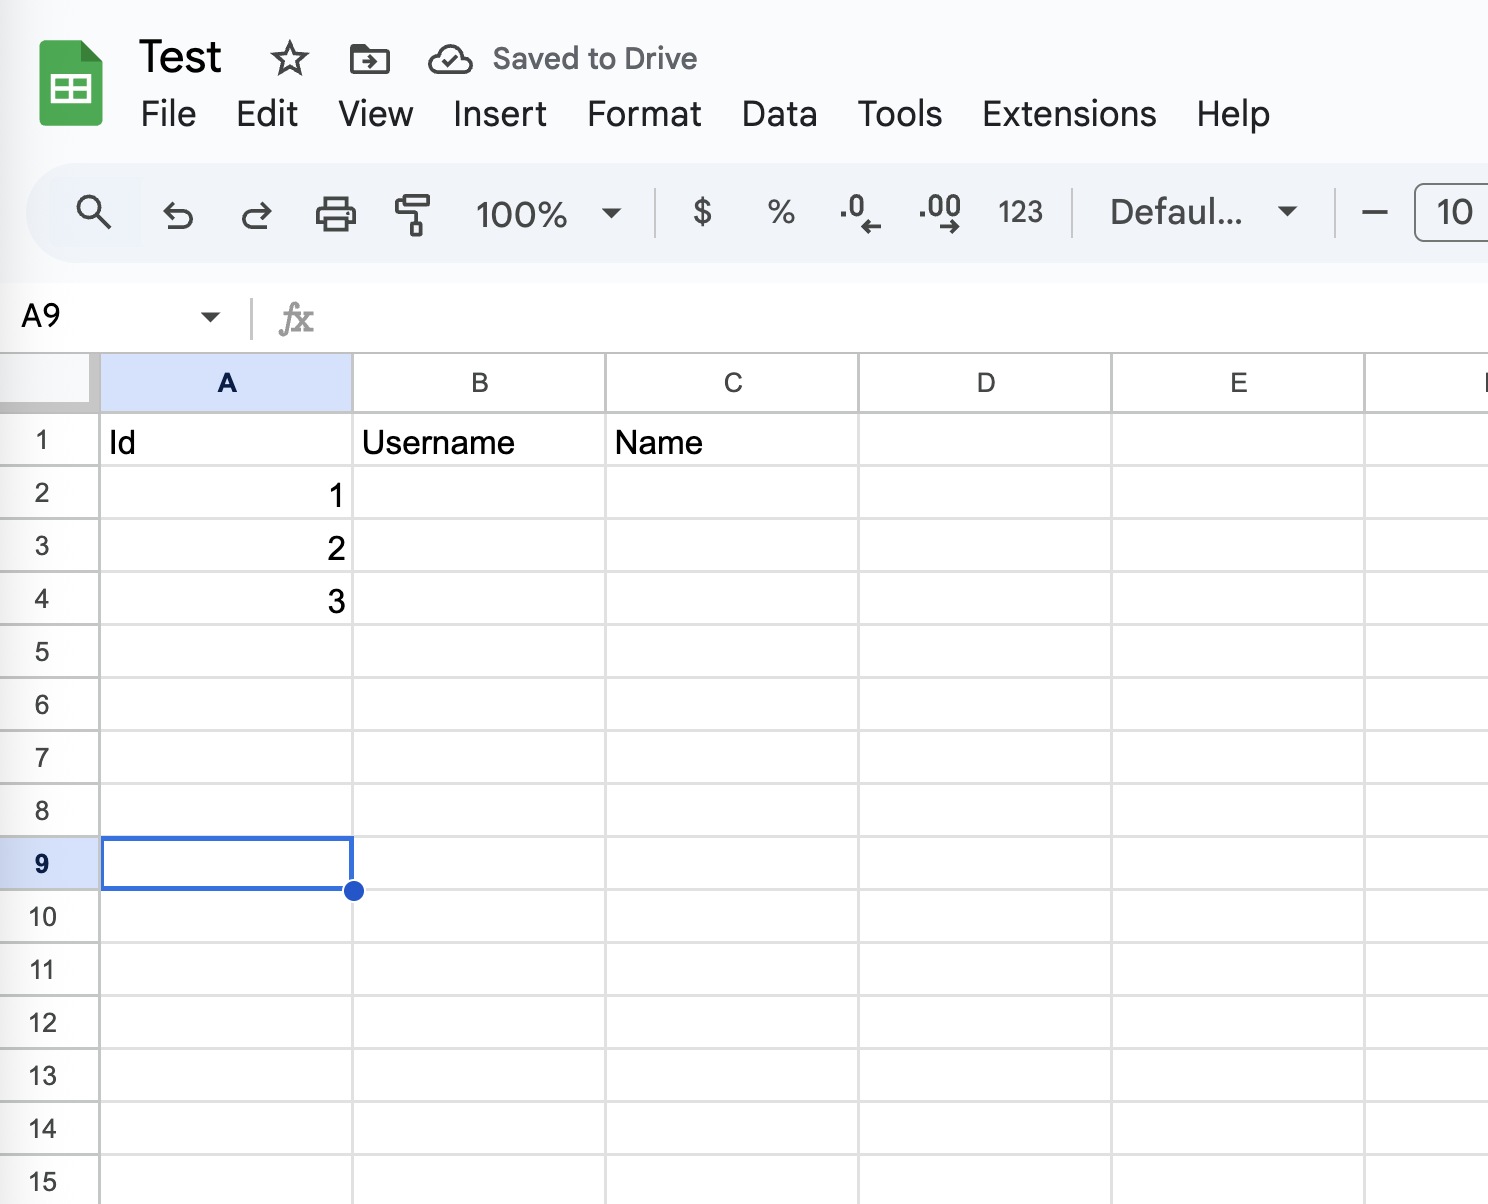 Test Saved to Drive
File Edit View Insert Format Data Tools Extensions Help
100% $ % .0 .00 123 Defaul... 10
A9 fx
A B C D E
1 Id Username Name
2 1
3 2
4 3
5
6
7
8
9
10
11
12
13
14
15